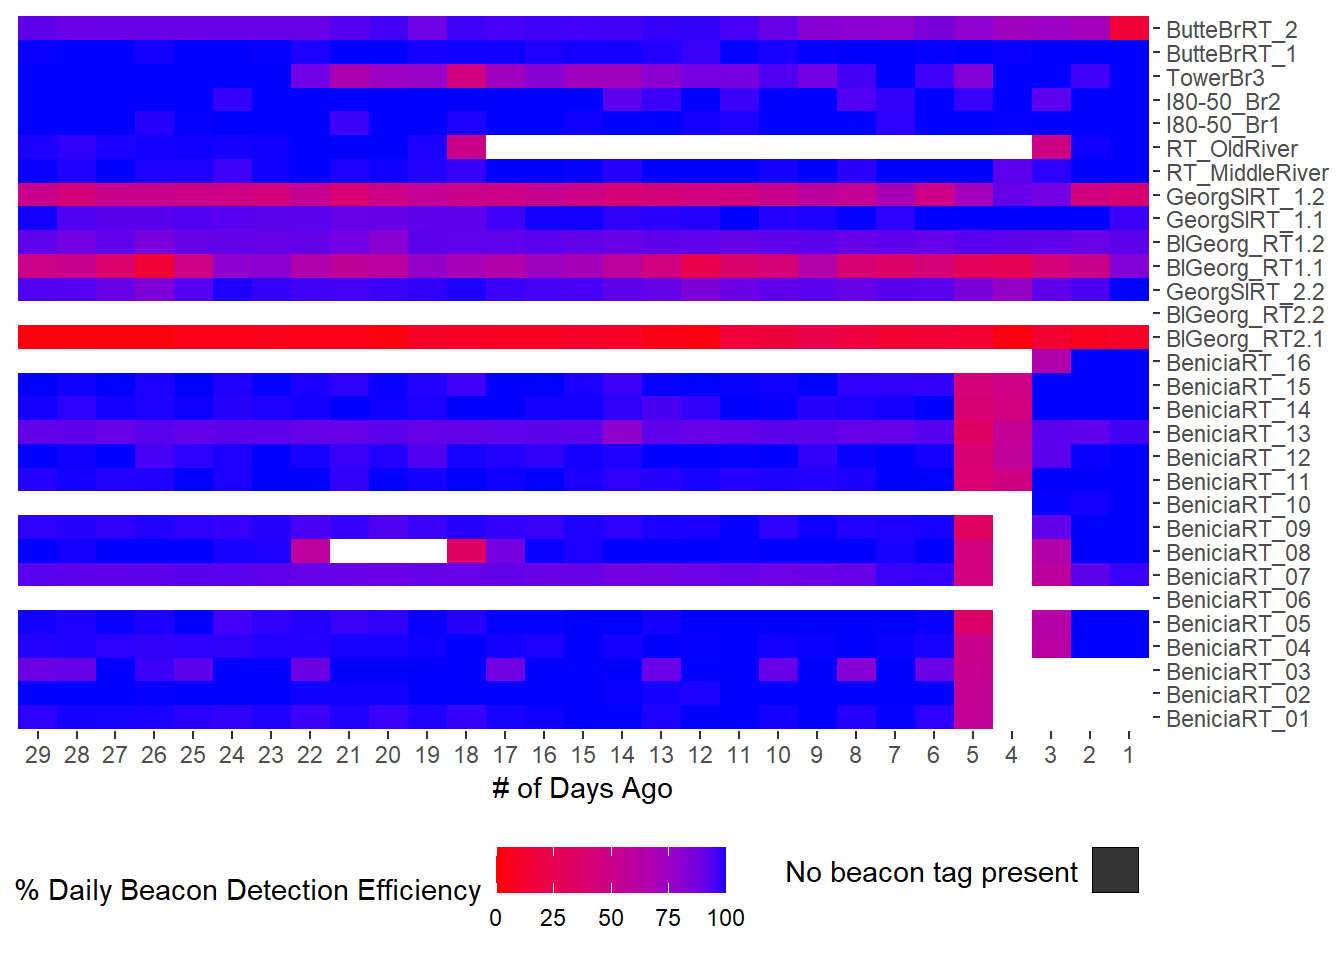 ButteBrRT_2
ButteBrRT_1
TowerBr3
I80-50_Br2
I80-50_Br1
RT_OldRiver
RT_MiddleRiver
GeorgSlRT_1.2
GeorgSlRT_1.1
BlGeorg_RT1.2
BlGeorg_RT1.1
GeorgSlRT_2.2
BlGeorg_RT2.2
BlGeorg_RT2.1
BeniciaRT_16
BeniciaRT_15
BeniciaRT_14
BeniciaRT_13
BeniciaRT_12
BeniciaRT_11
BeniciaRT_10
BeniciaRT_09
BeniciaRT_08
BeniciaRT_07
BeniciaRT_06
BeniciaRT_05
BeniciaRT_04
BeniciaRT_03
BeniciaRT_02
BeniciaRT_01
29 28 27 26 25 24 23 22 21 20 19 18 17 16 15 14 13 12 11 10 9 8 7 6 5 4 3 2 1
# of Days Ago
% Daily Beacon Detection Efficiency
0 25 50 75 100
No beacon tag present